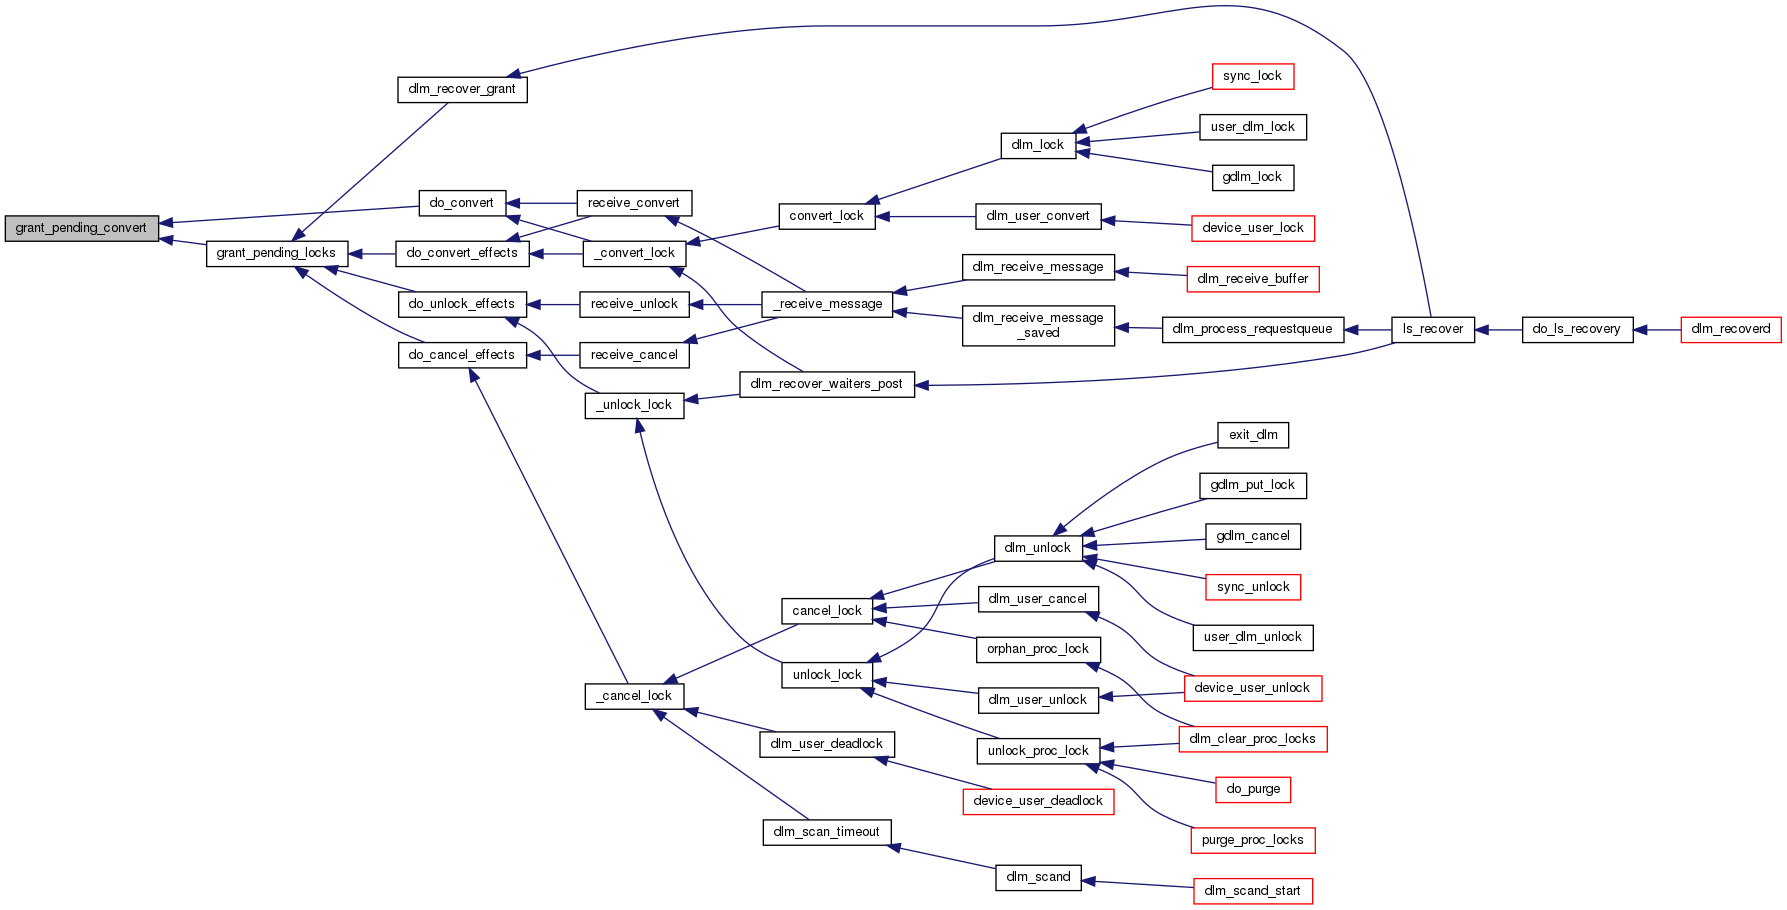 grant_pending_convert
grant_pending_locks
dlm_recover_grant
do_convert
do_convert_effects
do_unlock_effects
do_cancel_effects
receive_convert
_convert_lock
receive_unlock
receive_cancel
_unlock_lock
_cancel_lock
convert_lock
_receive_message
dlm_recover_waiters_post
cancel_lock
unlock_lock
dlm_user_deadlock
dlm_scan_timeout
dlm_lock
dlm_user_convert
dlm_receive_message
dlm_receive_message
_saved
dlm_unlock
dlm_user_cancel
orphan_proc_lock
dlm_user_unlock
unlock_proc_lock
device_user_deadlock
dlm_scand
sync_lock
user_dlm_lock
gdlm_lock
device_user_lock
dlm_receive_buffer
dlm_process_requestqueue
exit_dlm
gdlm_put_lock
gdlm_cancel
sync_unlock
user_dlm_unlock
device_user_unlock
dlm_clear_proc_locks
do_purge
purge_proc_locks
dlm_scand_start
ls_recover
do_ls_recovery
dlm_recoverd